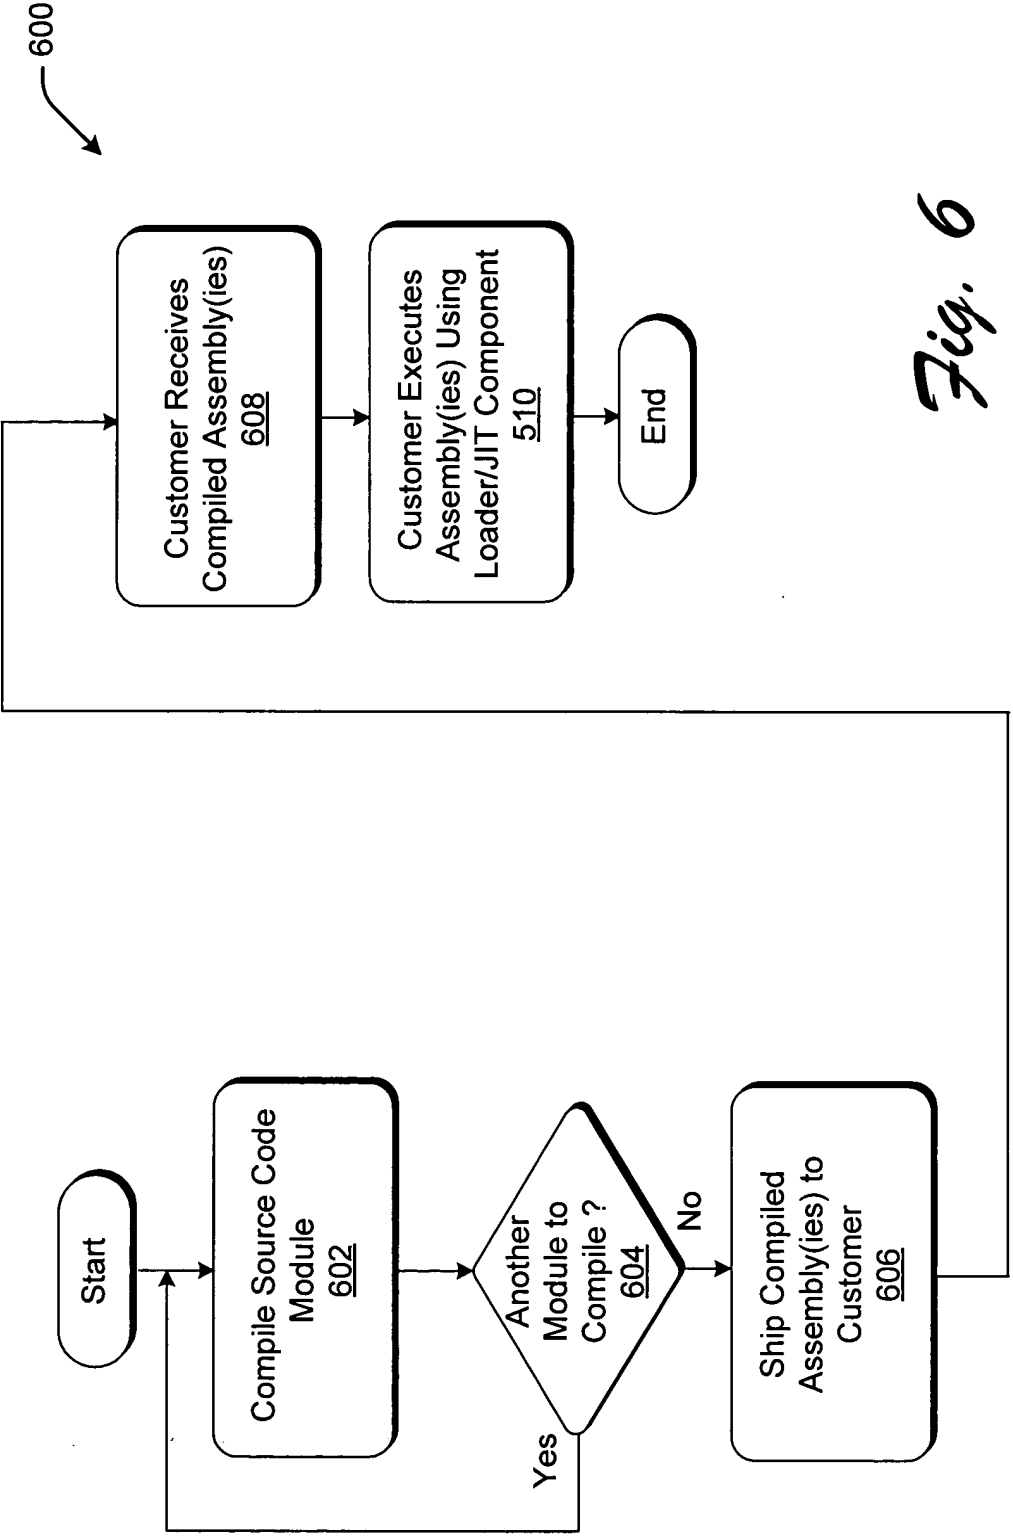 600
Start
Compile Source Code
Module
602
Another
Module to
Compile ?
604
Yes
No
Ship Compiled
Assembly(ies) to
Customer
606
Customer Receives
Compiled Assembly(ies)
608
Customer Executes
Assembly(ies) Using
Loader/JIT Component
510
End
Fig. 6